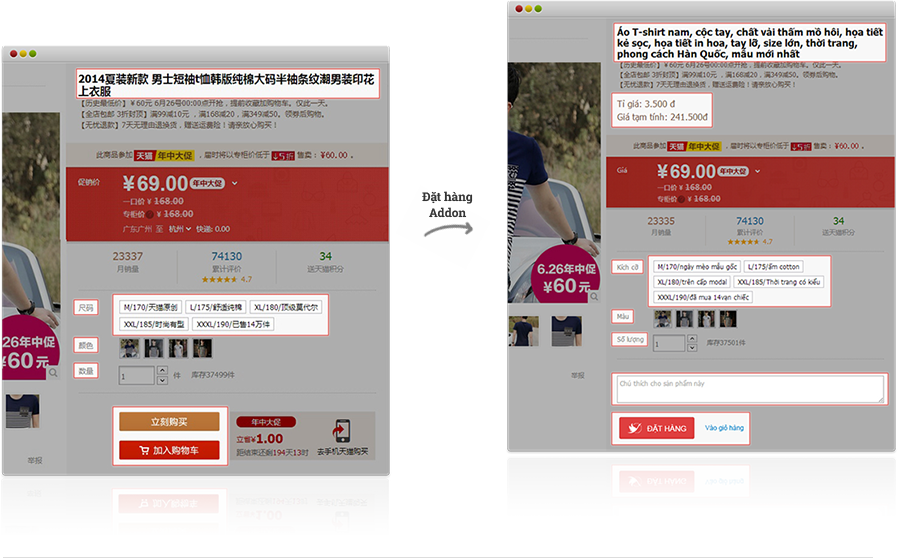 2014夏装新款 男士短袖t恤韩版纯棉大码半袖条纹潮男装印花
上衣服
【历史最低价】￥60元 6月26号00:00点开抢，提前收藏加购物车。仅此一天。
【全店包邮 3折封顶】满99减10元 ，满168减20，满349减50。领券后购物。
【无忧退款】7天无理由退换货，赠送运费险！请亲放心购买！
此商品参加 天猫 年中大促 ，届时将以专柜价低于 5折 售卖：¥60.00 。
促销价 ¥69.00 年中大促
一口价 ¥ 168.00
专柜价 ¥ 168.00
广东广州 至 杭州 快递: 0.00
23337 74130 34
月销量 累计评价 送天猫积分
4.7
尺码 M/170/天猫原创 L/175/舒适纯棉 XL/180/顶级莫代尔
XXL/185/时尚有型 XXXL/190/已售14万件
颜色
数量 1 件 库存37499件
26年中促
¥60元
立刻购买
加入购物车
年中大促
立省¥1.00
距结束还剩194天13时
去手机天猫购买
举报
Đặt hàng
Addon
Áo T-shirt nam, cộc tay, chất vải thấm mồ hôi, họa tiết
kẻ sọc, họa tiết in hoa, tay lỡ, size lớn, thời trang,
phong cách Hàn Quốc, mẫu mới nhất
【历史最低价】￥60元 6月26号00:00点开抢，提前收藏加购物车。仅此一天。
【全店包邮 3折封顶】满99减10元 ，满168减20，满349减50。领券后购物。
【无忧退款】7天无理由退换货，赠送运费险！请亲放心购买！
Tỉ giá: 3.500 đ
Giá tạm tính: 241.500đ
此商品参加 天猫 年中大促 ，届时将以专柜价低于 5折 售卖：¥60.00 。
Giá ¥69.00 年中大促
一口价 ¥ 168.00
专柜价 ¥ 168.00
23335 74130 34
月销量 累计评价 送天猫积分
4.7
Kích cỡ M/170/ngày mèo mẫu gốc L/175/ấm cotton
XL/180/trên cấp modal XXL/185/Thời trang có kiểu
XXXL/190/đã mua 14vạn chiếc
Màu
Số lượng 1 库存37501件
6.26年中促
¥60元
举报
Chú thích cho sản phẩm này
ĐẶT HÀNG
Vào giỏ hàng